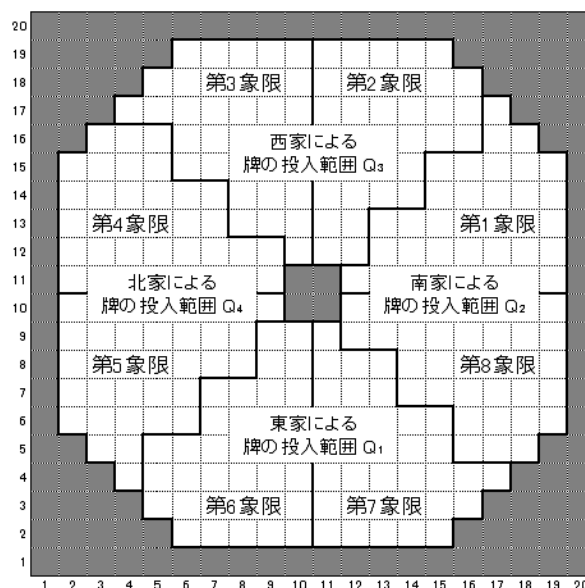 20
19
18
17
16
15
14
13
12
11
10
9
8
7
6
5
4
3
2
1
第3象限
第2象限
西家による
牌の投入範囲 Q₃
第4象限
第1象限
北家による
牌の投入範囲 Q₄
南家による
牌の投入範囲 Q₂
第5象限
第8象限
東家による
牌の投入範囲 Q₁
第6象限
第7象限
1 2 3 4 5 6 7 8 9 10 11 12 13 14 15 16 17 18 19 20